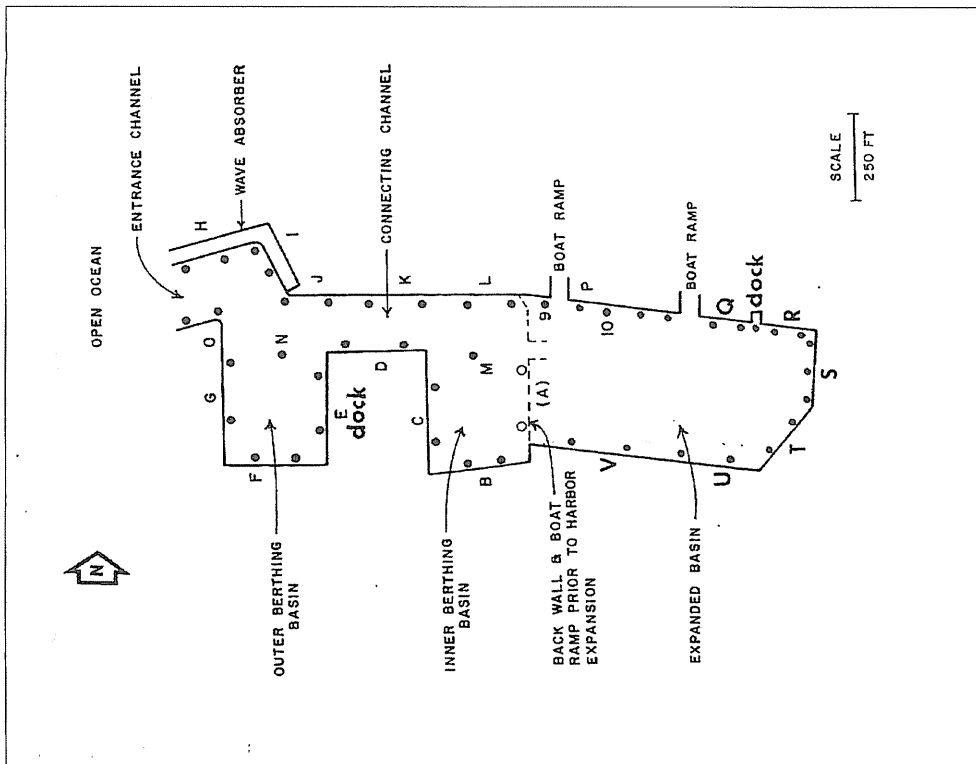 OPEN OCEAN
ENTRANCE CHANNEL
WAVE ABSORBER
H
I
O
G
N
J
F
E
dock
D
K
CONNECTING CHANNEL
C
L
M
B
N
OUTER BERTHING
BASIN
INNER BERTHING
BASIN
(A)
9
BOAT RAMP
P
10
BACK WALL & BOAT
RAMP PRIOR TO HARBOR
EXPANSION
V
BOAT RAMP
U
Q
dock
R
EXPANDED BASIN
T
S
SCALE
250 FT